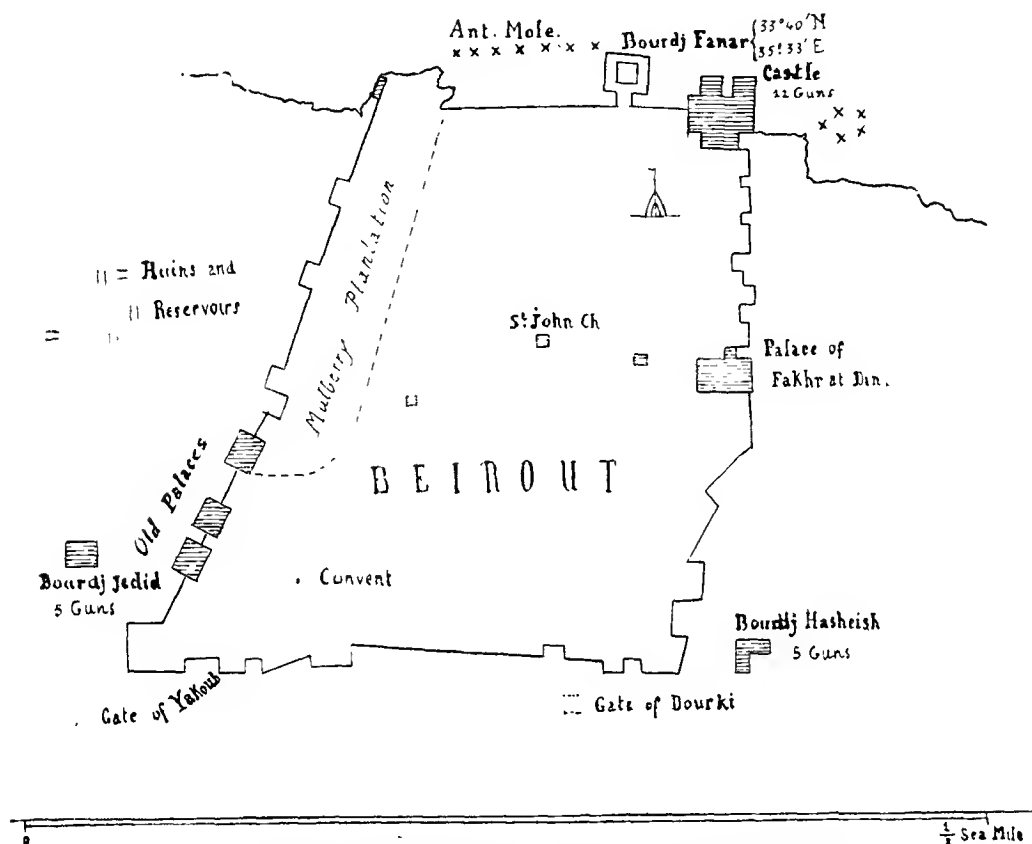 Ant. Mole.
Bourdj Fanar
33°40'N
35°33'E
Castle
12 Guns
Mulberry Plantation
= Ruins and
Reservoirs
St. John Ch
Palace of
Fakhr at Din.
Old Palaces
BEIROUT
Bourdj Jedid
5 Guns
Convent
Bourdj Hasheish
5 Guns
Gate of Yakoub
Gate of Dourki
0
Sea Mile